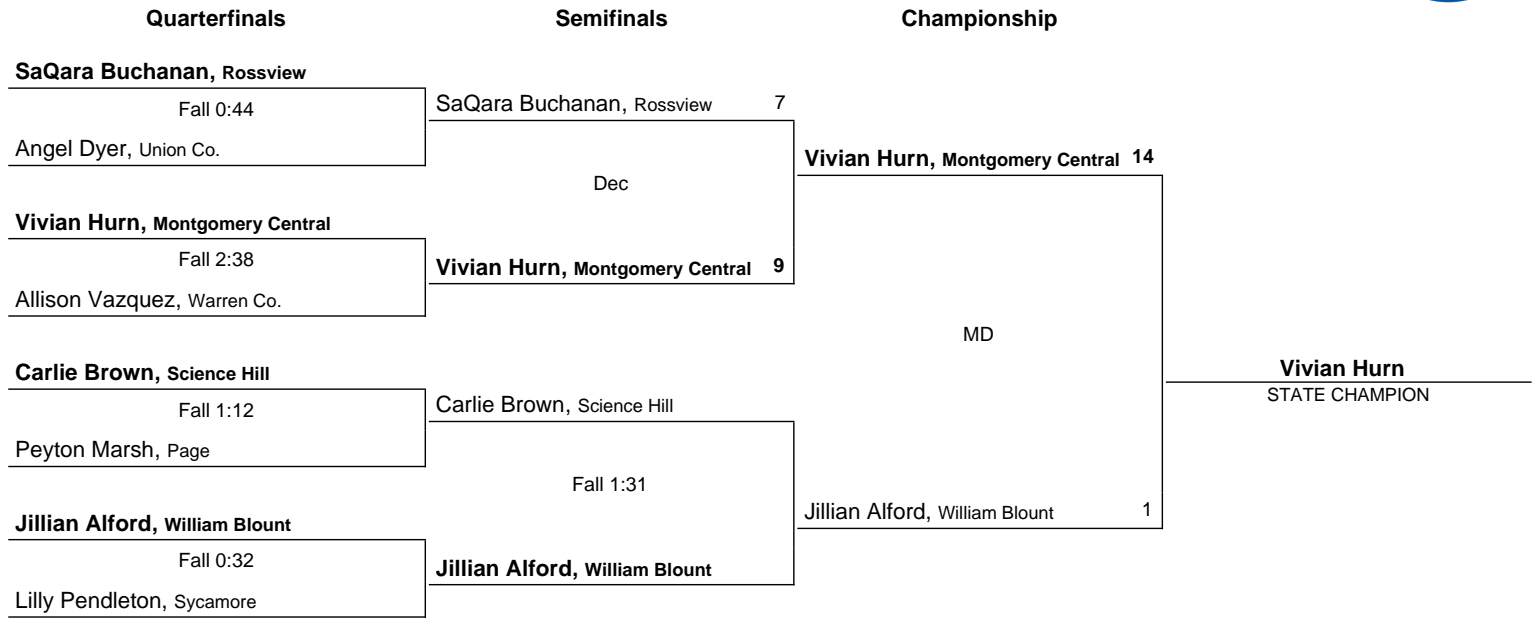 Quarterfinals Semifinals Championship
SaQara Buchanan, Rossview
Fall 0:44
Angel Dyer, Union Co.
Vivian Hurn, Montgomery Central
Fall 2:38
Allison Vazquez, Warren Co.
Carlie Brown, Science Hill
Fall 1:12
Peyton Marsh, Page
Jillian Alford, William Blount
Fall 0:32
Lilly Pendleton, Sycamore
SaQara Buchanan, Rossview 7
Dec
Vivian Hurn, Montgomery Central 9
Carlie Brown, Science Hill
Fall 1:31
Jillian Alford, William Blount
Vivian Hurn, Montgomery Central 14
MD
Jillian Alford, William Blount 1
Vivian Hurn
STATE CHAMPION